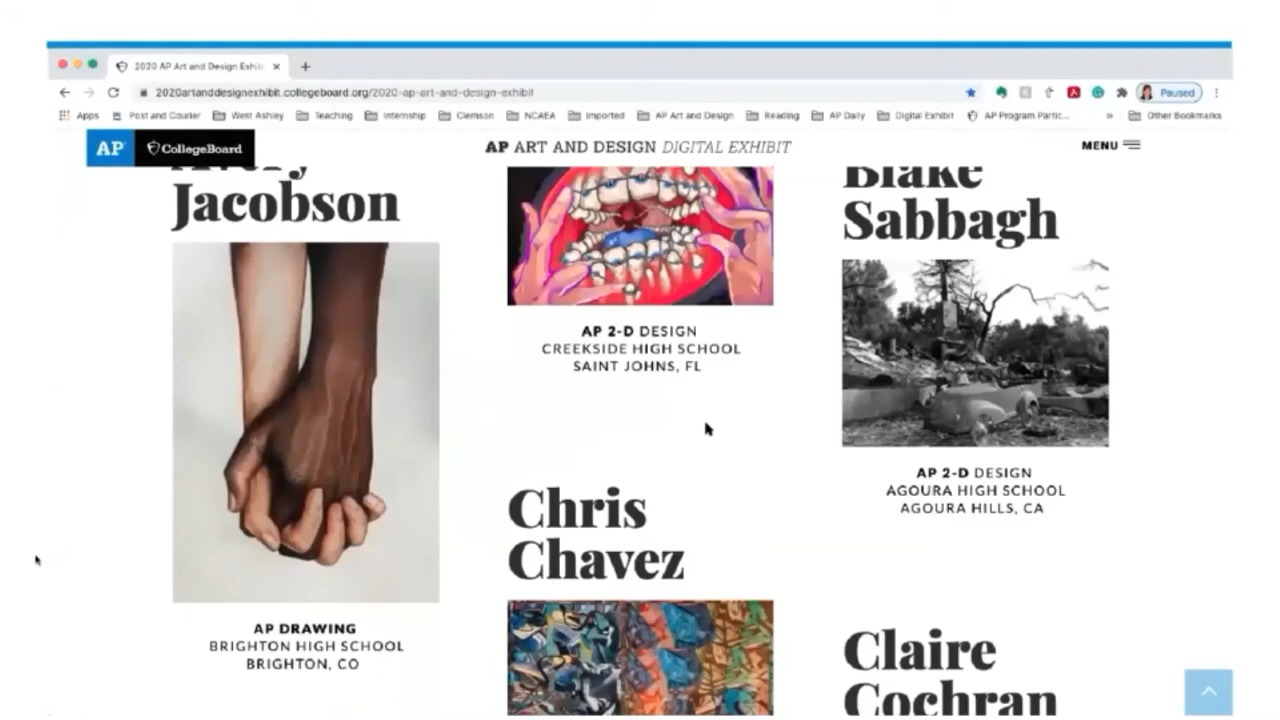 2020 AP Art and Design Exhib
2020artanddesignexhibit.collegeboard.org/2020-ap-art-and-design-exhibit
Paused
Apps
Post and Courier
West Ashley
Teaching
Internship
Clemson
NCAEA
Imported
AP Art and Design
Reading
AP Daily
Digital Exhibit
AP Program Partic...
»
Other Bookmarks
AP
CollegeBoard
AP ART AND DESIGN DIGITAL EXHIBIT
MENU
Jacobson
AP DRAWING
BRIGHTON HIGH SCHOOL
BRIGHTON, CO
AP 2-D DESIGN
CREEKSIDE HIGH SCHOOL
SAINT JOHNS, FL
Chris
Chavez
Blake
Sabbagh
AP 2-D DESIGN
AGOURA HIGH SCHOOL
AGOURA HILLS, CA
Claire
Cochran